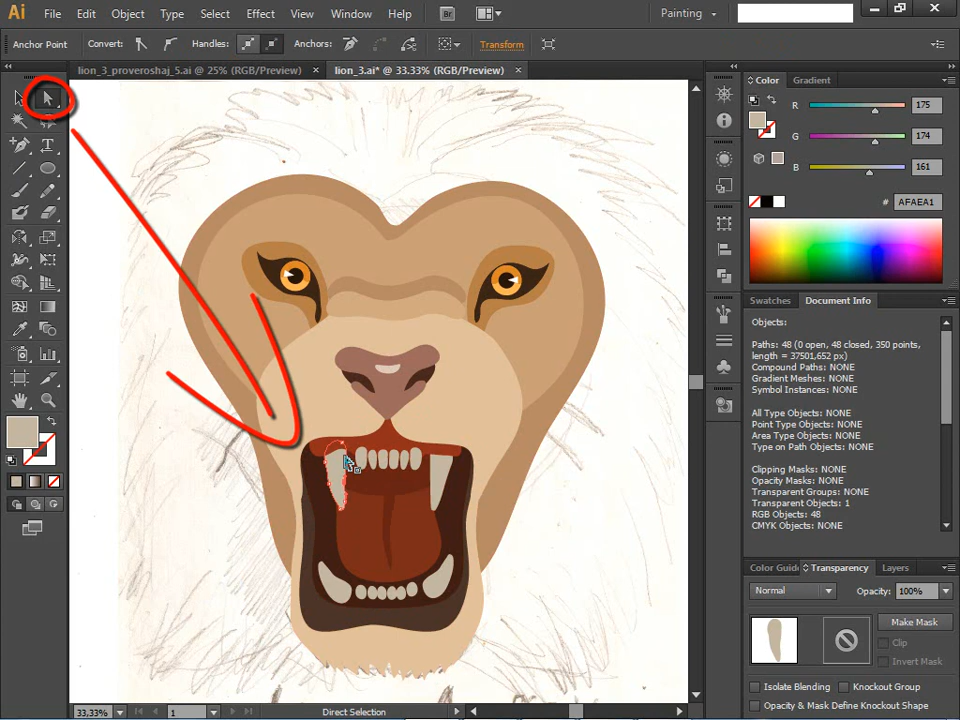 Ai File Edit Object Type Select Effect View Window Help Br Painting
Anchor Point Convert: Handles: Anchors: Transform
lion_3_proveroshaj_5.ai @ 25% (RGB/Preview) × lion_3.ai* @ 33.33% (RGB/Preview) ×
Color Gradient
R 175
G 174
B 161
# AFAEA1
Swatches Document Info
Objects:
Paths: 48 (0 open, 48 closed, 350 points,
length = 37501,652 px)
Compound Paths: NONE
Gradient Meshes: NONE
Symbol Instances: NONE
All Type Objects: NONE
Point Type Objects: NONE
Area Type Objects: NONE
Type on Path Objects: NONE
Clipping Masks: NONE
Opacity Masks: NONE
Transparent Groups: NONE
Transparent Objects: 1
RGB Objects: 48
CMYK Objects: NONE
Color Guide Transparency Layers
Normal Opacity: 100%
Make Mask
Clip
Invert Mask
Isolate Blending Knockout Group
Opacity & Mask Define Knockout Shape
33,33% 1 Direct Selection